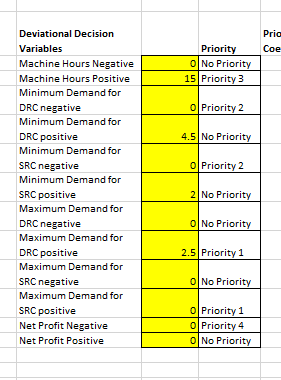 Deviational Decision Prio
Variables Priority Coe
Machine Hours Negative 0 No Priority
Machine Hours Positive 15 Priority 3
Minimum Demand for
DRC negative 0 Priority 2
Minimum Demand for
DRC positive 4.5 No Priority
Minimum Demand for
SRC negative 0 Priority 2
Minimum Demand for
SRC positive 2 No Priority
Maximum Demand for
DRC negative 0 No Priority
Maximum Demand for
DRC positive 2.5 Priority 1
Maximum Demand for
SRC negative 0 No Priority
Maximum Demand for
SRC positive 0 Priority 1
Net Profit Negative 0 Priority 4
Net Profit Positive 0 No Priority